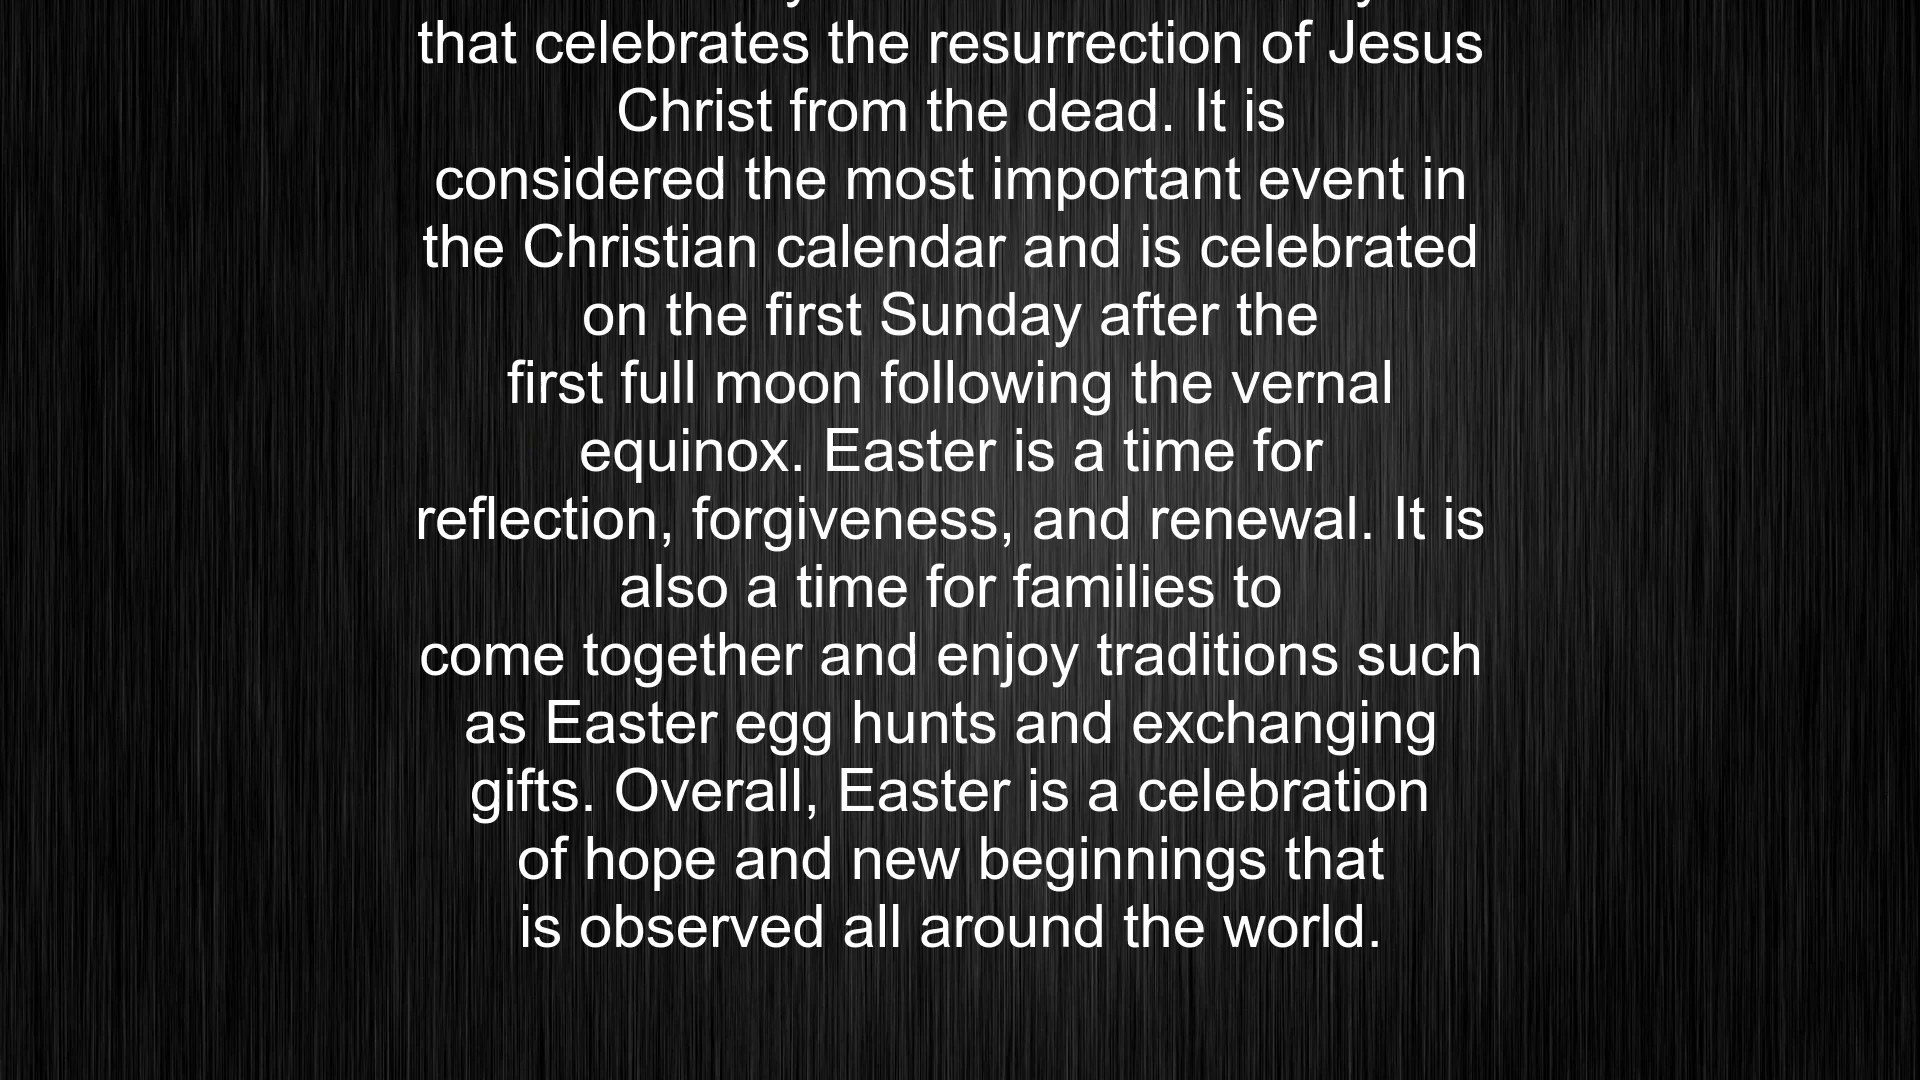 that celebrates the resurrection of Jesus
Christ from the dead. It is
considered the most important event in
the Christian calendar and is celebrated
on the first Sunday after the
first full moon following the vernal
equinox. Easter is a time for
reflection, forgiveness, and renewal. It is
also a time for families to
come together and enjoy traditions such
as Easter egg hunts and exchanging
gifts. Overall, Easter is a celebration
of hope and new beginnings that
is observed all around the world.